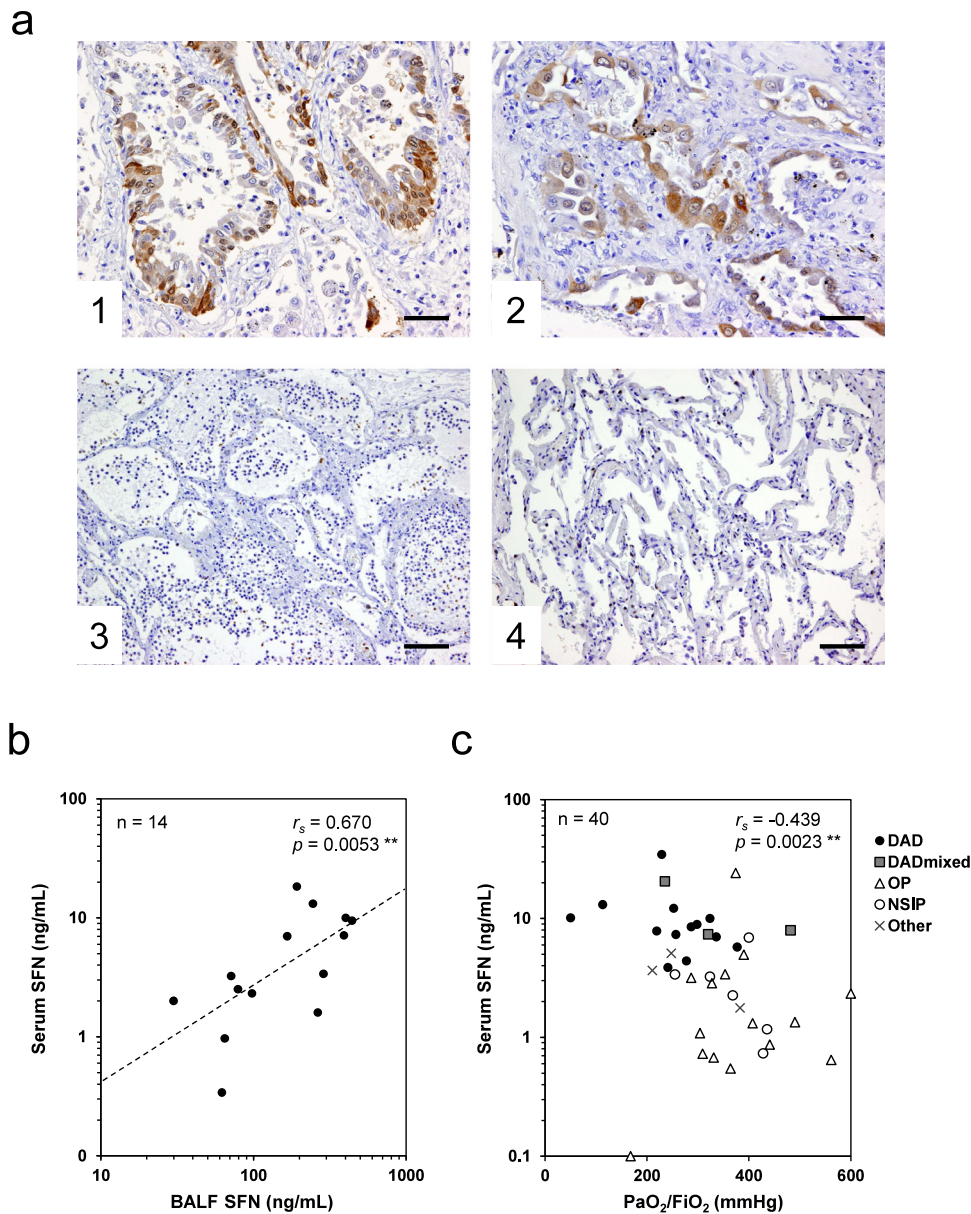 a
1
2
3
4
b
c
100
10
1
0
10
100
1000
Serum SFN (ng/mL)
BALF SFN (ng/mL)
n = 14
rs = 0.670
p = 0.0053 **
100
10
1
0.1
0
200
400
600
Serum SFN (ng/mL)
PaO2/FiO2 (mmHg)
n = 40
rs = -0.439
p = 0.0023 **
DAD
DADmixed
OP
NSIP
Other